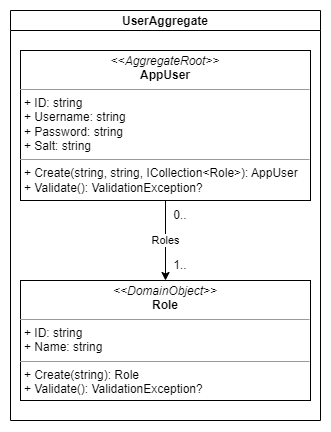 UserAggregate
<<AggregateRoot>>
AppUser
+ ID: string
+ Username: string
+ Password: string
+ Salt: string
+ Create(string, string, ICollection<Role>): AppUser
+ Validate(): ValidationException?
0..
Roles
1..
<<DomainObject>>
Role
+ ID: string
+ Name: string
+ Create(string): Role
+ Validate(): ValidationException?